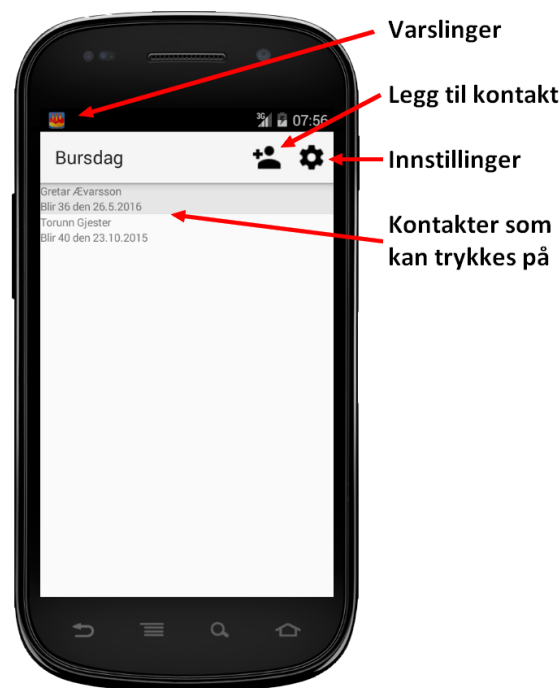 Varslinger
Legg til kontakt
3G 07:56
Bursdag
Innstillinger
Gretar Ævarsson
Blir 36 den 26.5.2016
Torunn Gjester
Blir 40 den 23.10.2015
Kontakter som
kan trykkes på